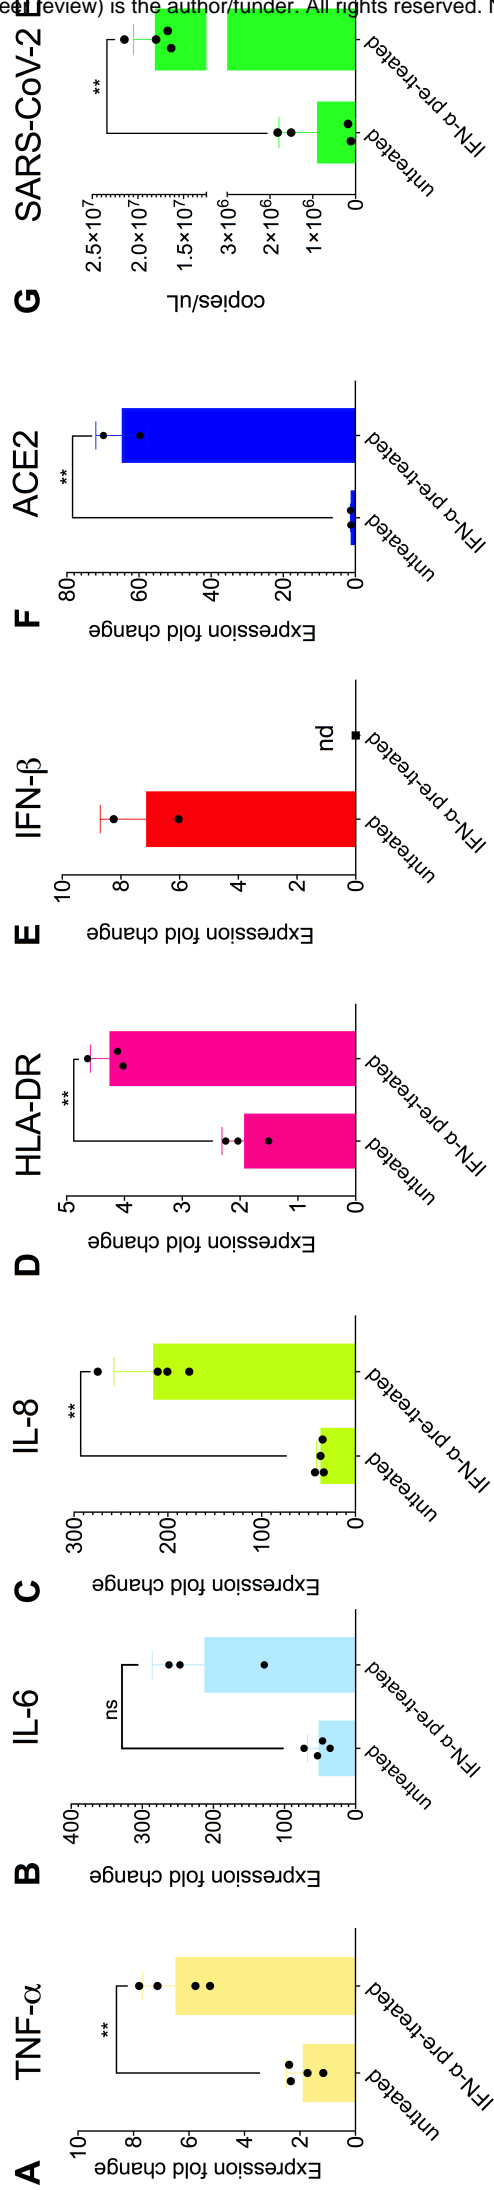 eer review) is the author/funder. All rights reserved. N
A
TNF-α
Expression fold change
10
8
6
4
2
0
**
untreated
IFN-α pre-treated
B
IL-6
Expression fold change
400
300
200
100
0
ns
untreated
IFN-α pre-treated
C
IL-8
Expression fold change
300
200
100
0
**
untreated
IFN-α pre-treated
D
HLA-DR
Expression fold change
5
4
3
2
1
0
**
untreated
IFN-α pre-treated
E
IFN-β
Expression fold change
10
8
6
4
2
0
nd
untreated
IFN-α pre-treated
F
ACE2
Expression fold change
80
60
40
20
0
**
untreated
IFN-α pre-treated
G
SARS-CoV-2 E
copies/uL
2.5×10⁷
2.0×10⁷
1.5×10⁷
3×10⁶
2×10⁶
1×10⁶
0
**
untreated
IFN-α pre-treated